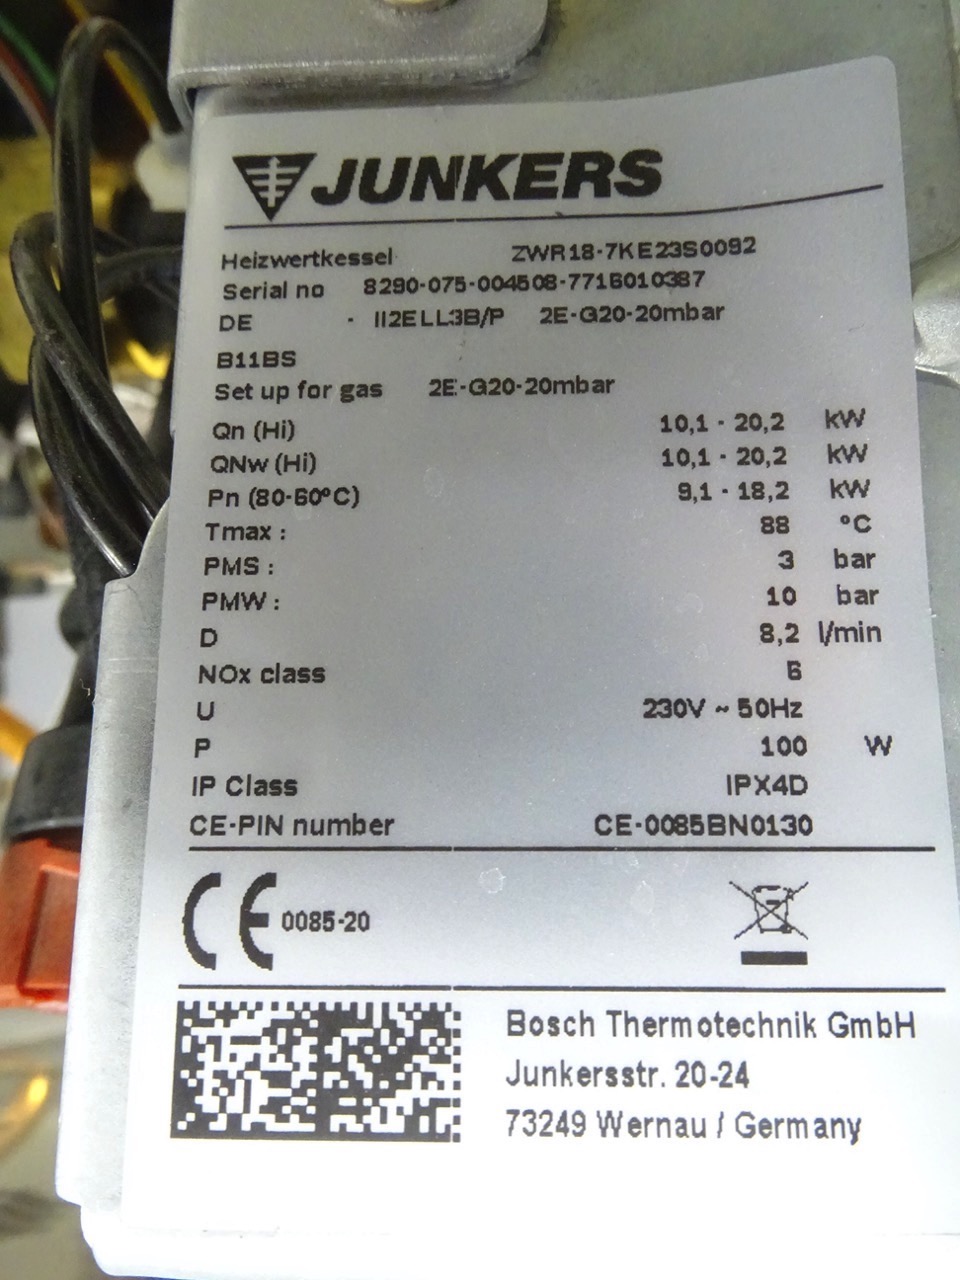 JUNKERS
Heizwertkessel ZWR18-7KE23S0092
Serial no 8290-075-004508-7716010387
DE - II2ELL3B/P 2E-G20-20mbar
B11BS
Set up for gas 2E-G20-20mbar
Qn (Hi) 10,1 - 20,2 kW
QNw (Hi) 10,1 - 20,2 kW
Pn (80-60°C) 9,1 - 18,2 kW
Tmax : 88 °C
PMS : 3 bar
PMW : 10 bar
D 8,2 l/min
NOx class 6
U 230V ~ 50Hz
P 100 W
IP Class IPX4D
CE-PIN number CE-0085BN0130
CE 0085-20
Bosch Thermotechnik GmbH
Junkersstr. 20-24
73249 Wernau / Germany